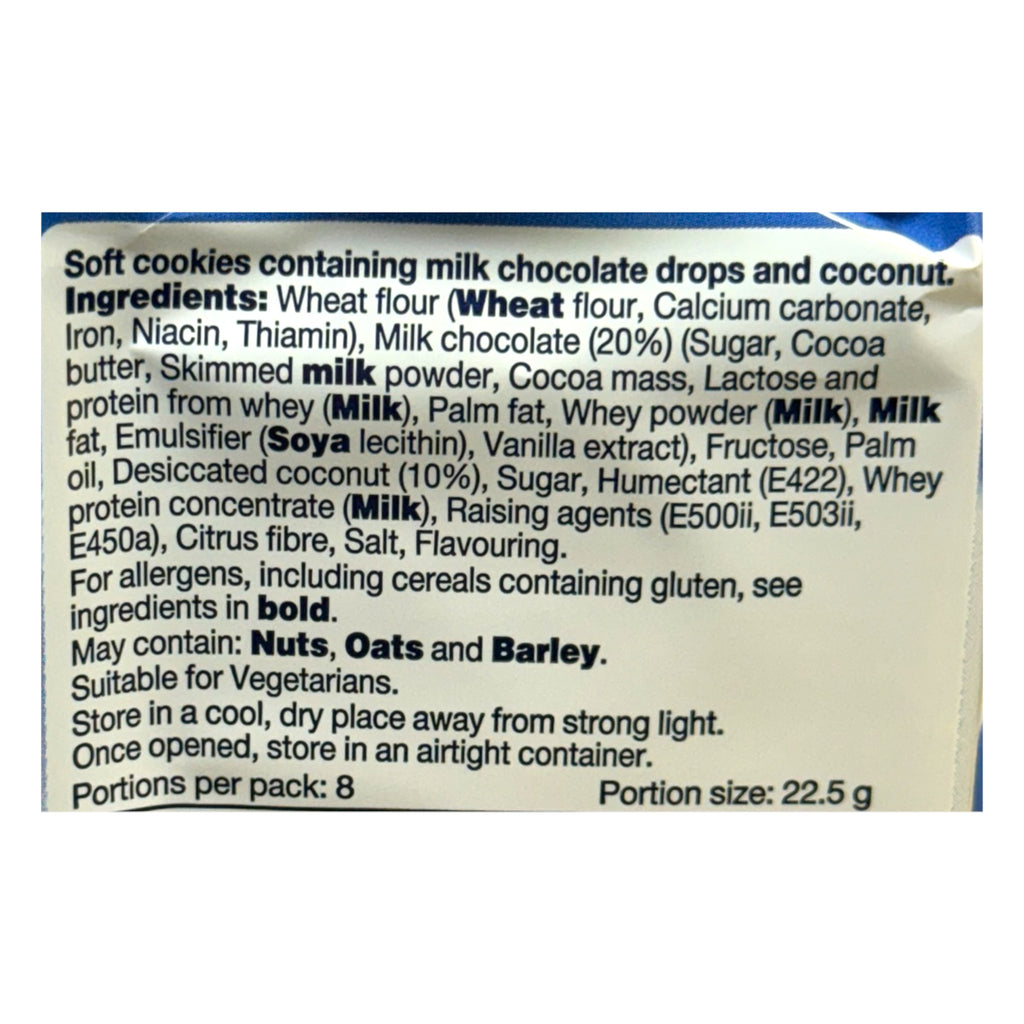 Soft cookies containing milk chocolate drops and coconut.
Ingredients: Wheat flour (Wheat flour, Calcium carbonate,
Iron, Niacin, Thiamin), Milk chocolate (20%) (Sugar, Cocoa
butter, Skimmed milk powder, Cocoa mass, Lactose and
protein from whey (Milk), Palm fat, Whey powder (Milk), Milk
fat, Emulsifier (Soya lecithin), Vanilla extract), Fructose, Palm
oil, Desiccated coconut (10%), Sugar, Humectant (E422), Whey
protein concentrate (Milk), Raising agents (E500ii, E503ii,
E450a), Citrus fibre, Salt, Flavouring.
For allergens, including cereals containing gluten, see
ingredients in bold.
May contain: Nuts, Oats and Barley.
Suitable for Vegetarians.
Store in a cool, dry place away from strong light.
Once opened, store in an airtight container.
Portions per pack: 8 Portion size: 22.5 g